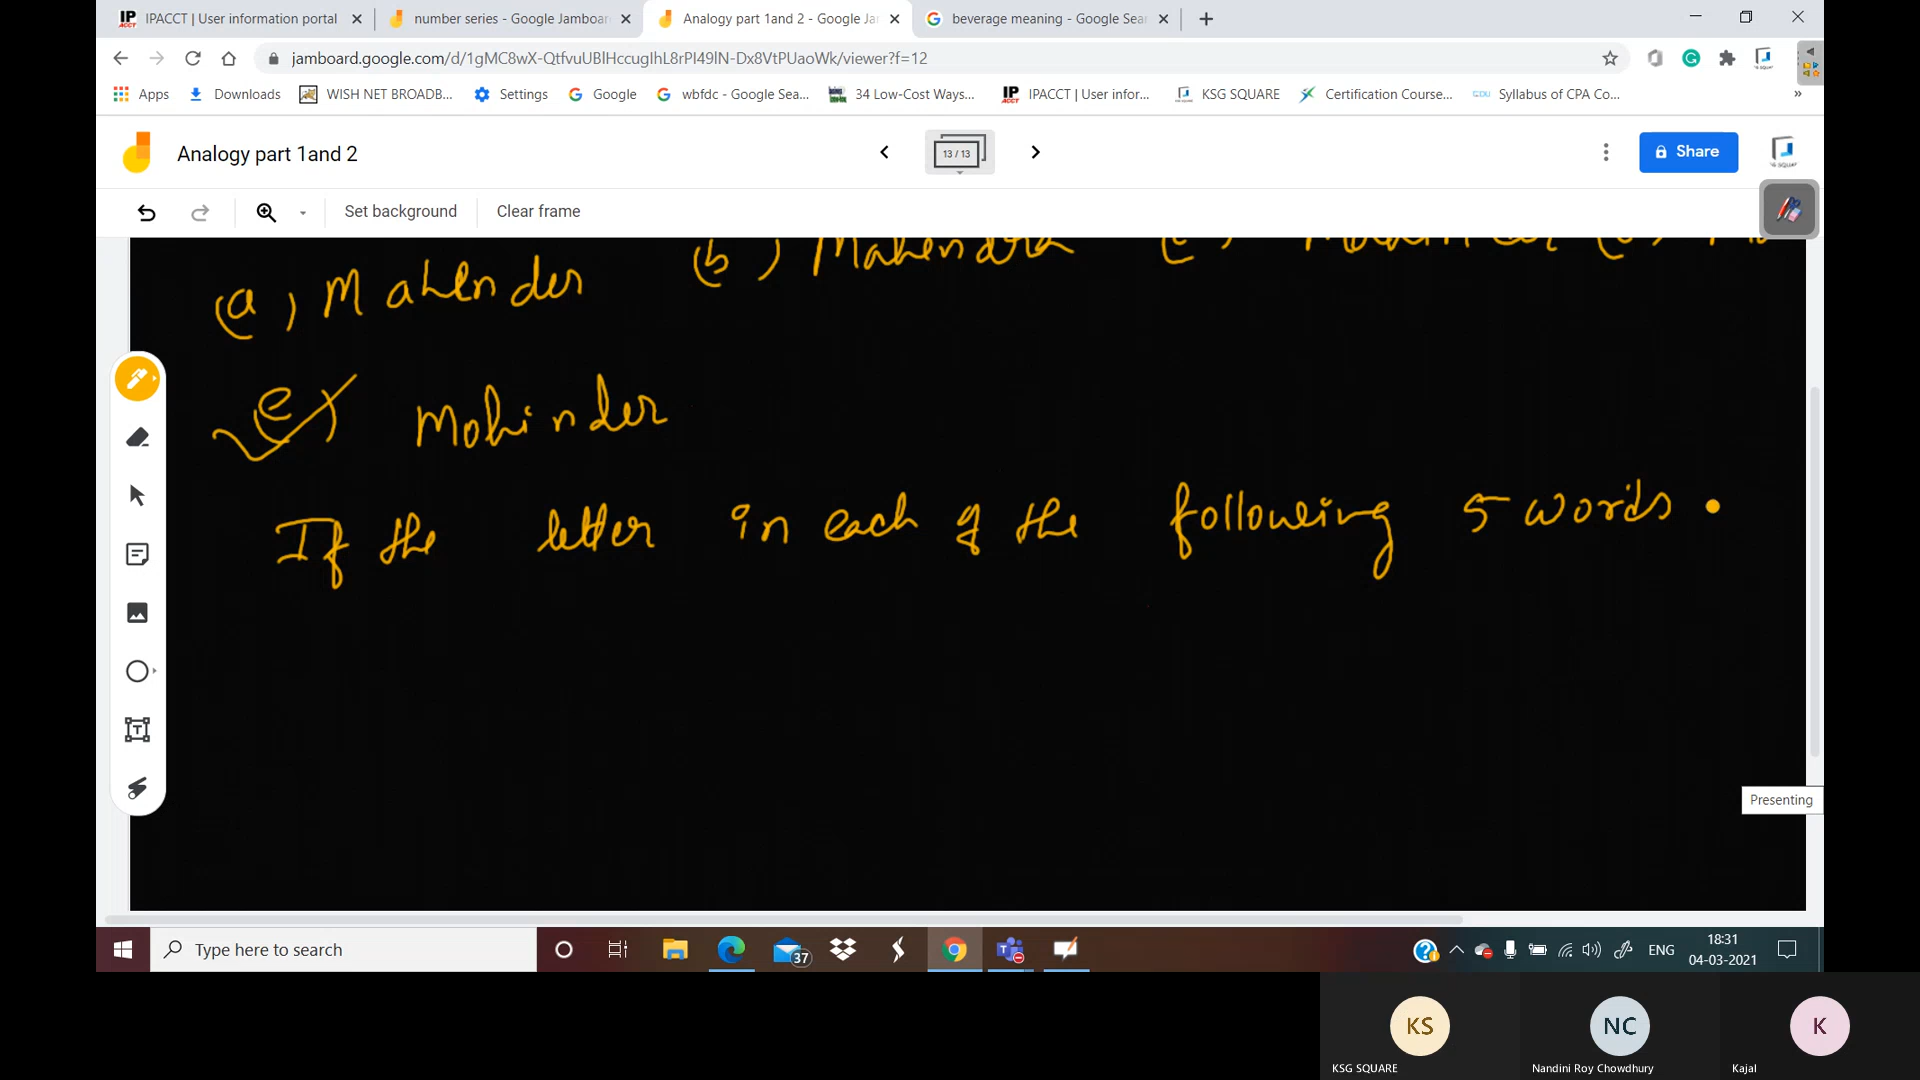 IPACCT | User information portal
number series - Google Jamboar
Analogy part 1and 2 - Google Ja
beverage meaning - Google Sea
jamboard.google.com/d/1gMC8wX-QtfvuUBlHccugIhL8rPI49lN-Dx8VtPUaoWk/viewer?f=12
Apps
Downloads
WISH NET BROADB...
Settings
Google
wbfdc - Google Sea...
34 Low-Cost Ways...
IPACCT | User infor...
KSG SQUARE
Certification Course...
Syllabus of CPA Co...
»
Analogy part 1and 2
13 / 13
Share
Set background
Clear frame
(a) Mahender (b) Mahendra (c)
(e) Mohinder
If the letter in each of the following 5 words
Presenting
Type here to search
37
ENG
18:31
04-03-2021
KS
NC
K
KSG SQUARE
Nandini Roy Chowdhury
Kajal